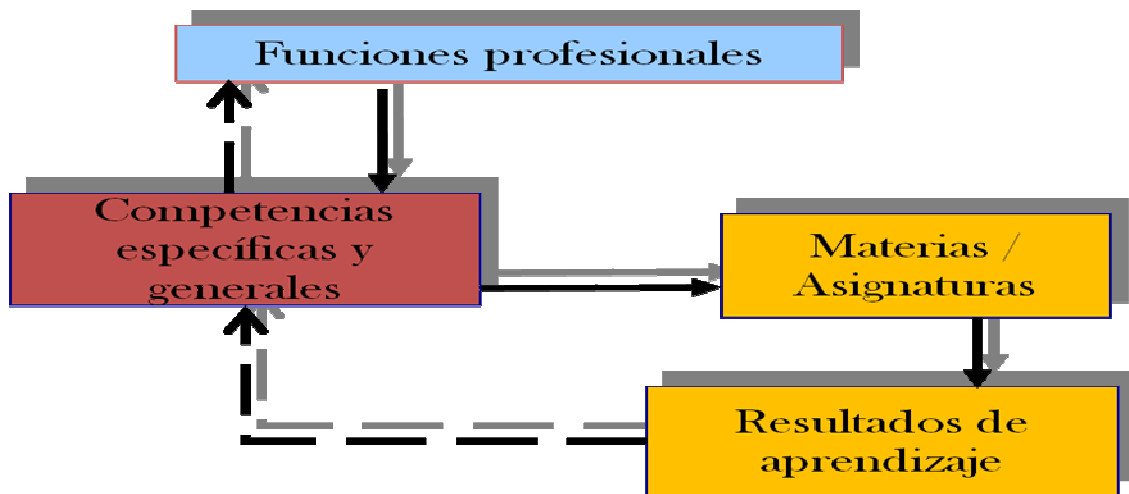 Funciones profesionales
Competencias
específicas y
generales
Materias /
Asignaturas
Resultados de
aprendizaje